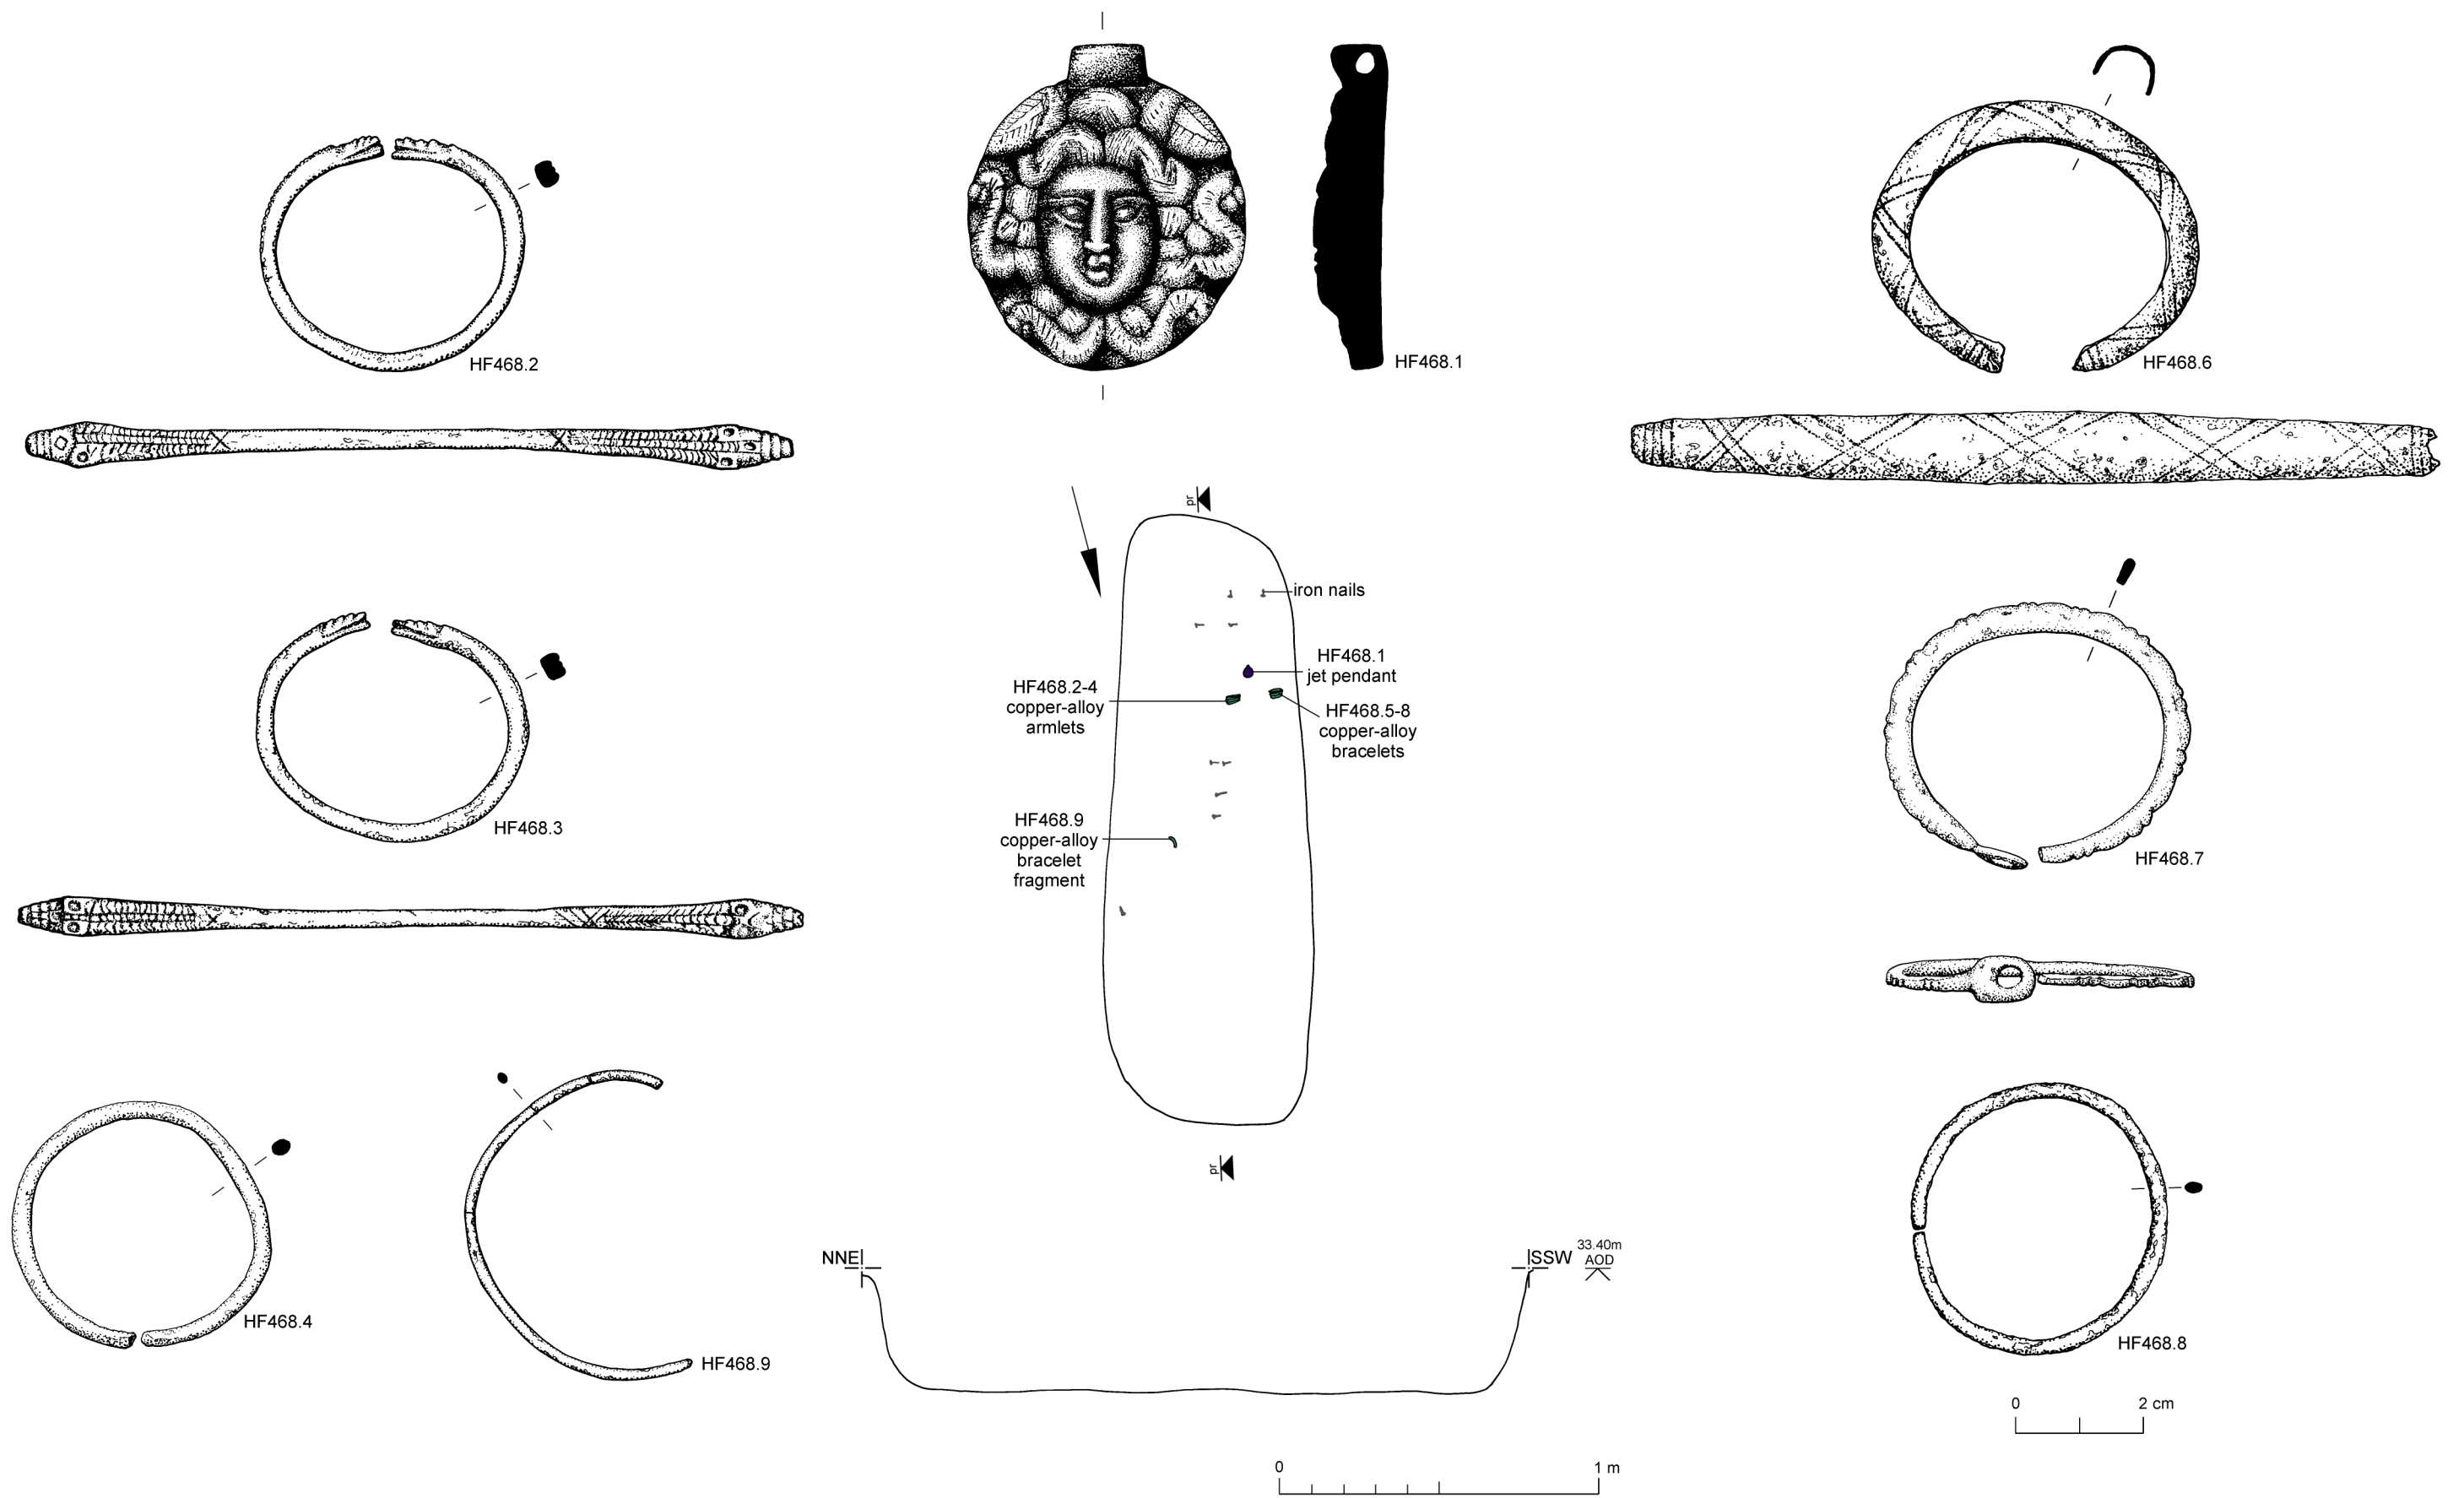 HF468.2
HF468.1
HF468.6
pr
iron nails
HF468.1
jet pendant
HF468.2-4
copper-alloy
armlets
HF468.5-8
copper-alloy
bracelets
HF468.3
HF468.9
copper-alloy
bracelet
fragment
HF468.7
pr
NNE
SSW
33.40m
AOD
HF468.4
HF468.9
HF468.8
0 2 cm
0 1 m